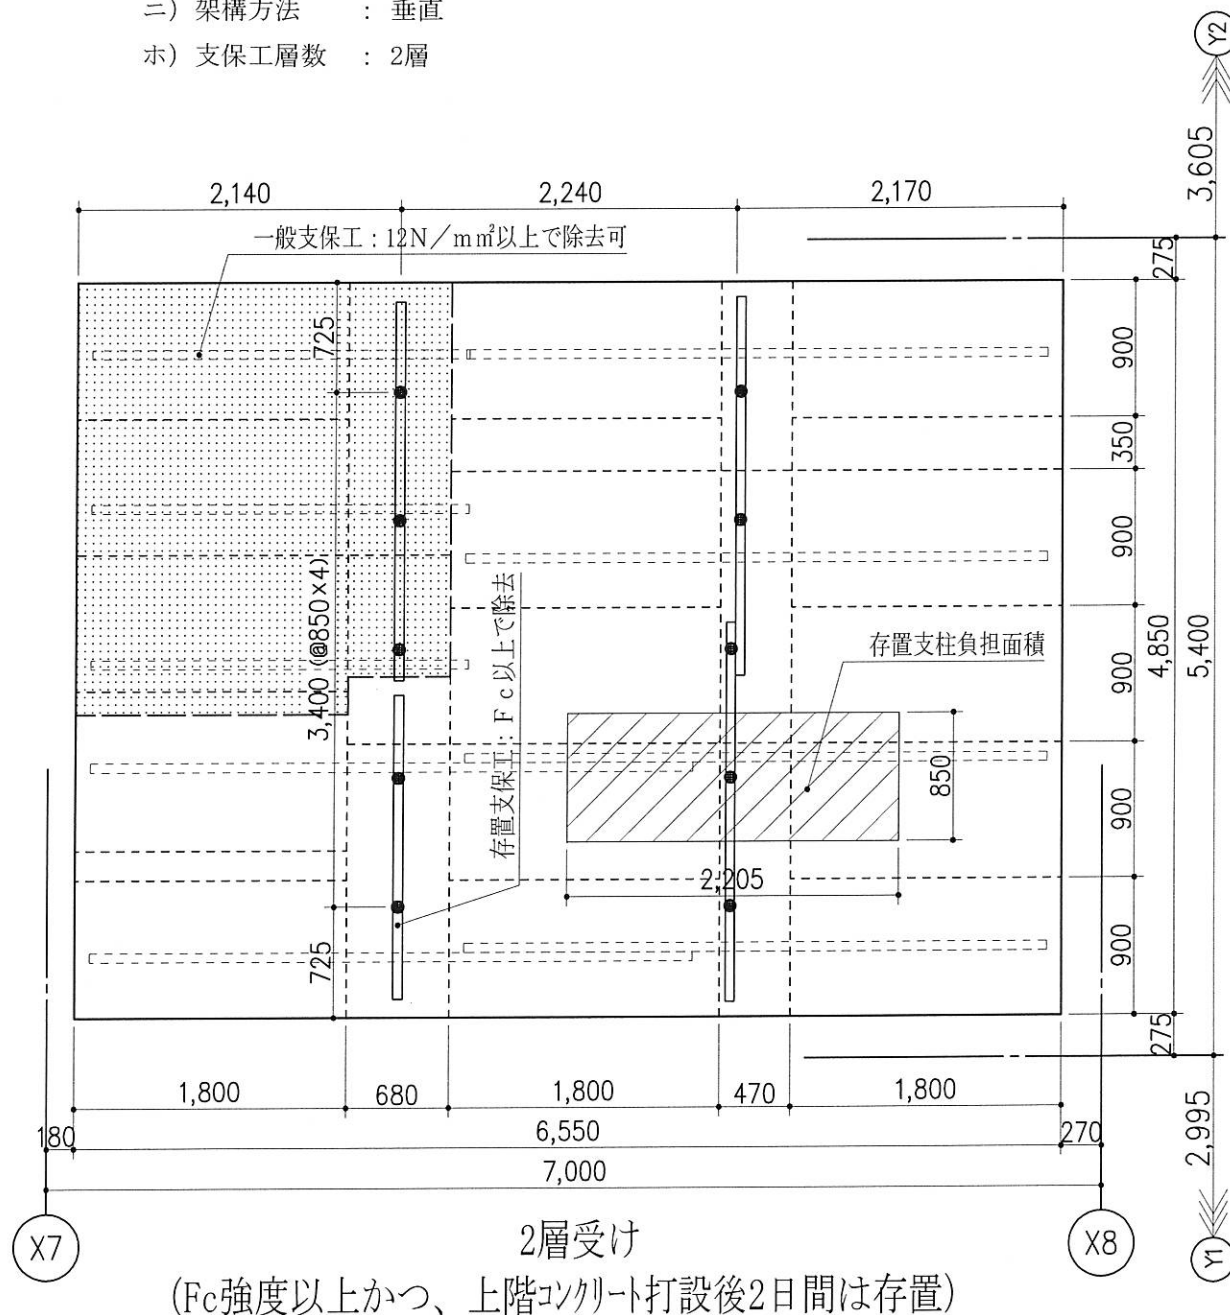 ニ) 架構方法 : 垂直
ホ) 支保工層数 : 2層
Y2
3,605
2,140
2,240
2,170
一般支保工：12N／mm²以上で除去可
275
725
900
350
900
3,400 (@850×4)
存置支保工：Fc以上で除去
存置支柱負担面積
900
4,850
5,400
850
900
2,205
725
900
275
1,800
680
1,800
470
1,800
180
6,550
270
2,995
7,000
X7
X8
Y1
2層受け
(Fc強度以上かつ、上階コンクリート打設後2日間は存置)